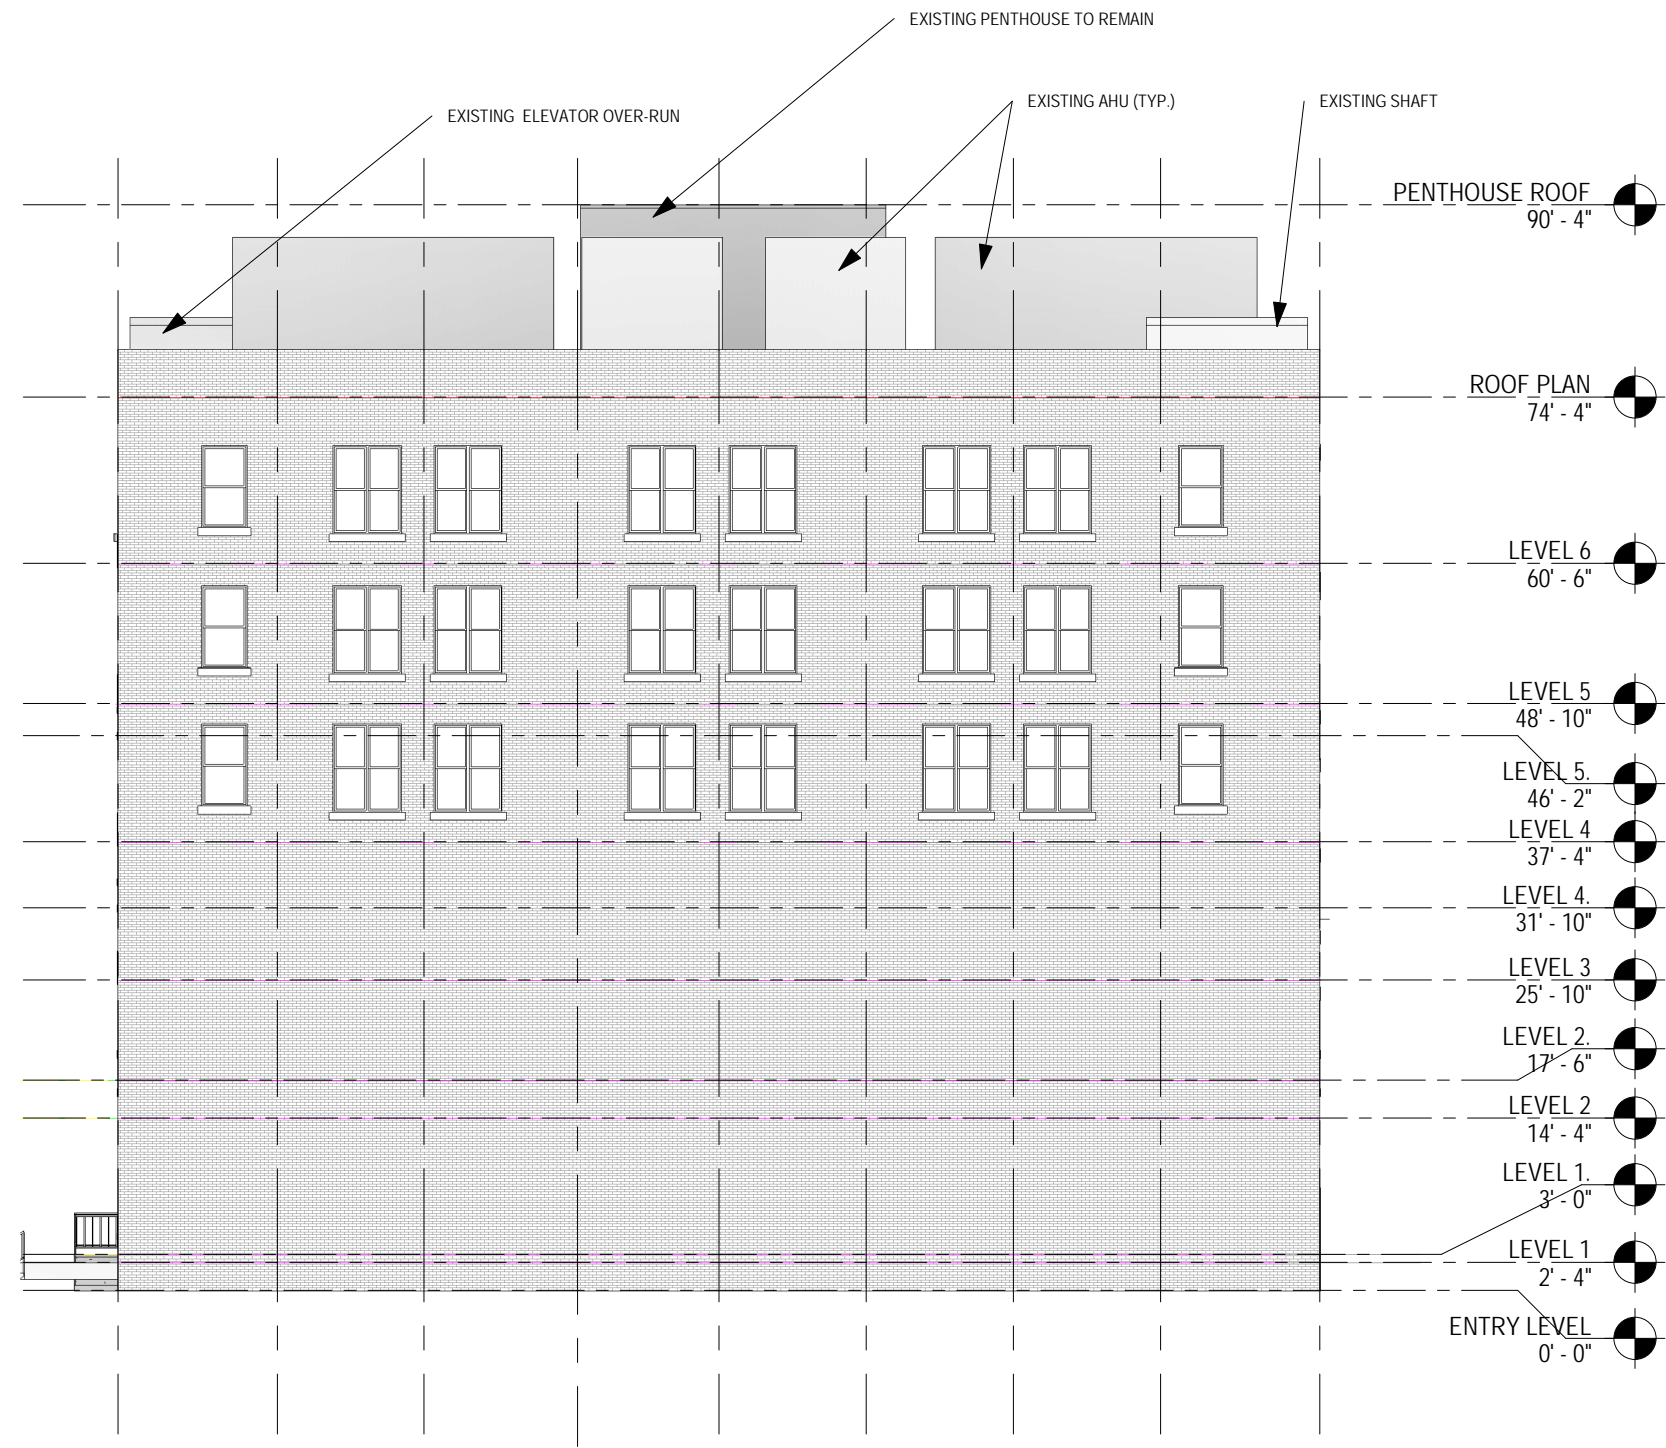 EXISTING PENTHOUSE TO REMAIN
EXISTING AHU (TYP.)
EXISTING SHAFT
EXISTING ELEVATOR OVER-RUN
PENTHOUSE ROOF
90' - 4"
ROOF PLAN
74' - 4"
LEVEL 6
60' - 6"
LEVEL 5
48' - 10"
LEVEL 5.
46' - 2"
LEVEL 4
37' - 4"
LEVEL 4.
31' - 10"
LEVEL 3
25' - 10"
LEVEL 2.
17' - 6"
LEVEL 2
14' - 4"
LEVEL 1.
3' - 0"
LEVEL 1
2' - 4"
ENTRY LEVEL
0' - 0"